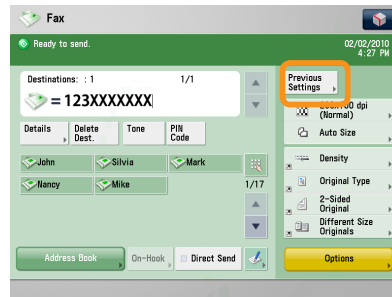 Fax
Ready to send.
02/02/2010
4:27 PM
Destinations: : 1
1/1
= 123XXXXXXX
Previous
Settings
200x100 dpi
(Normal)
Auto Size
Details
Delete
Dest.
Tone
PIN
Code
John
Silvia
Mark
Nancy
Mike
1/17
Density
Original Type
2-Sided
Original
Different Size
Originals
Address Book
On-Hook
Direct Send
Options